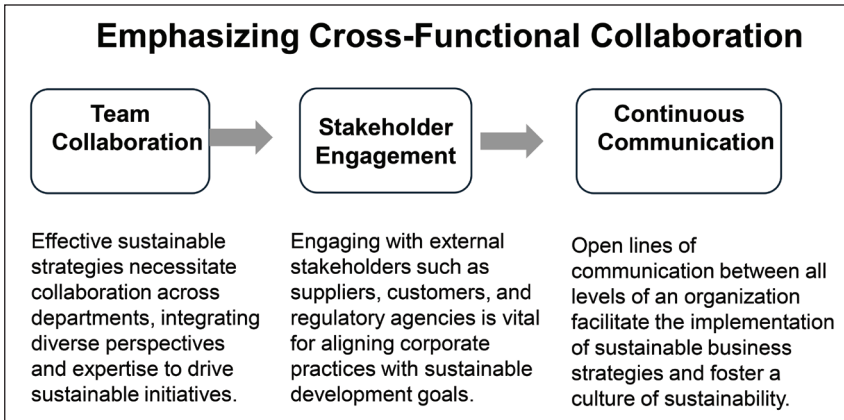 Emphasizing Cross-Functional Collaboration
Team
Collaboration
Stakeholder
Engagement
Continuous
Communication
Effective sustainable
strategies necessitate
collaboration across
departments, integrating
diverse perspectives
and expertise to drive
sustainable initiatives.
Engaging with external
stakeholders such as
suppliers, customers, and
regulatory agencies is vital
for aligning corporate
practices with sustainable
development goals.
Open lines of
communication between all
levels of an organization
facilitate the implementation
of sustainable business
strategies and foster a
culture of sustainability.